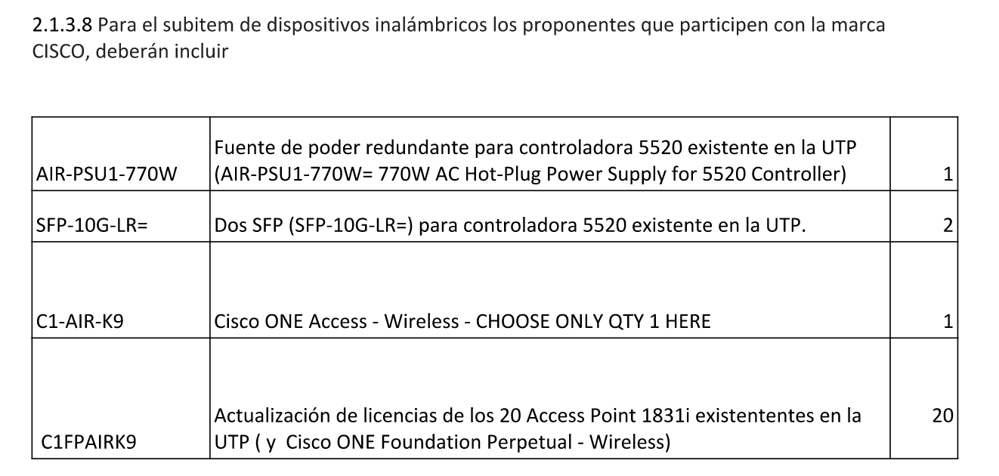 2.1.3.8 Para el subitem de dispositivos inalámbricos los proponentes que participen con la marca
CISCO, deberán incluir
Fuente de poder redundante para controladora 5520 existente en la UTP
AIR-PSU1-770W (AIR-PSU1-770W= 770W AC Hot-Plug Power Supply for 5520 Controller) 1
SFP-10G-LR= Dos SFP (SFP-10G-LR=) para controladora 5520 existente en la UTP. 2
C1-AIR-K9 Cisco ONE Access - Wireless - CHOOSE ONLY QTY 1 HERE 1
Actualización de licencias de los 20 Access Point 1831i existententes en la 20
C1FPAIRK9 UTP ( y Cisco ONE Foundation Perpetual - Wireless)